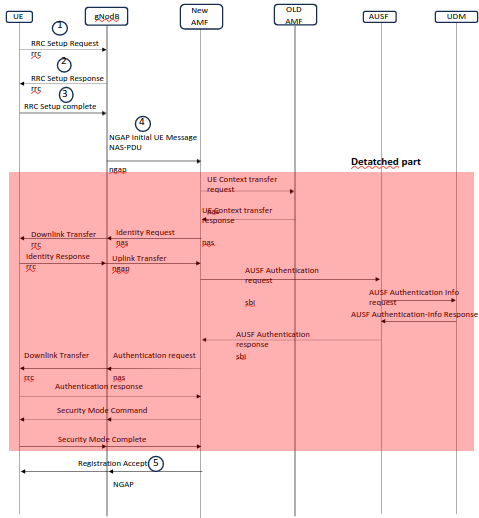 UE
gNodB
New
AMF
OLD
AMF
AUSF
UDM
1
RRC Setup Request
rrc
2
RRC Setup Response
rrc
3
RRC Setup complete
4
NGAP Initial UE Message
NAS-PDU
ngap
Detatched part
UE Context transfer
request
UE Context transfer
response
Downlink Transfer
rrc
Identity Request
nas
nas
Identity Response
rrc
Uplink Transfer
ngap
AUSF Authentication
request
sbi
AUSF Authentication Info
request
AUSF Authentication-Info Response
AUSF Authentication
response
sbi
Downlink Transfer
rrc
Authentication request
nas
Authentication response
Security Mode Command
Security Mode Complete
Registration Accept
5
NGAP